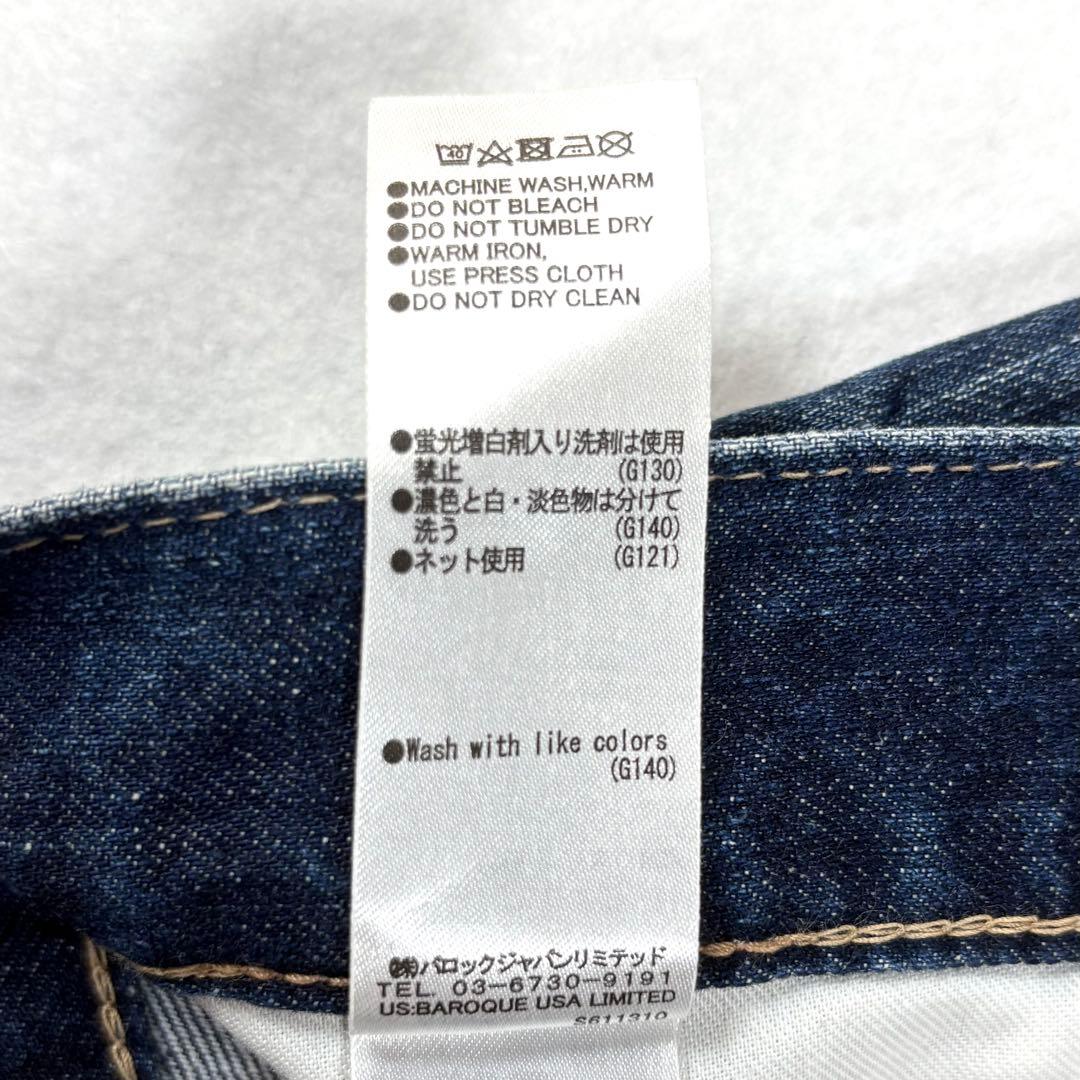 40
●MACHINE WASH,WARM
●DO NOT BLEACH
●DO NOT TUMBLE DRY
●WARM IRON,
USE PRESS CLOTH
●DO NOT DRY CLEAN
●蛍光増白剤入り洗剤は使用
禁止 (G130)
●濃色と白・淡色物は分けて
洗う (G140)
●ネット使用 (G121)
●Wash with like colors
(G140)
㈱バロックジャパンリミテッド
TEL. 03-6730-9191
US:BAROQUE USA LIMITED
S611310